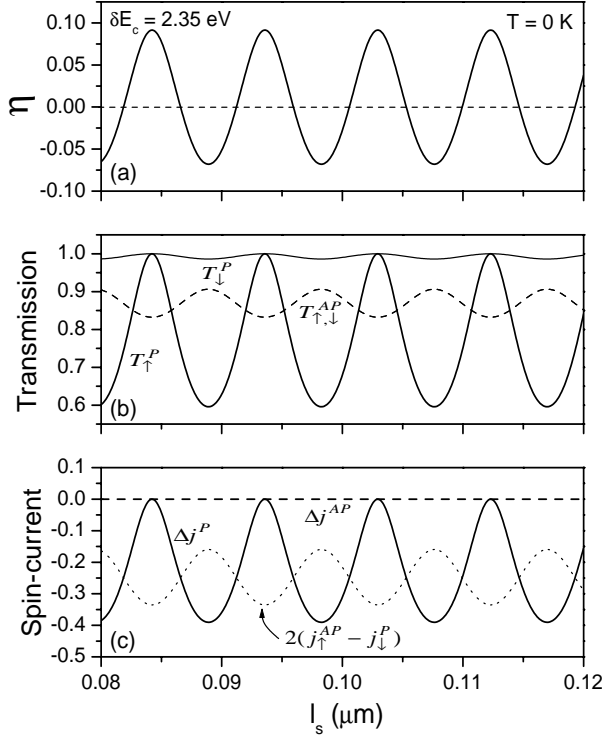 δE_c = 2.35 eV
T = 0 K
0.10
0.05
0.00
-0.05
-0.10
η
(a)
1.0
0.9
0.8
0.7
0.6
Transmission
T_↓^P
T_{↑,↓}^{AP}
T_↑^P
(b)
0.1
0.0
-0.1
-0.2
-0.3
-0.4
-0.5
Spin-current
Δj^P
Δj^{AP}
2(j_↑^{AP} − j_↓^P)
(c)
0.08 0.09 0.10 0.11 0.12
l_s (μm)